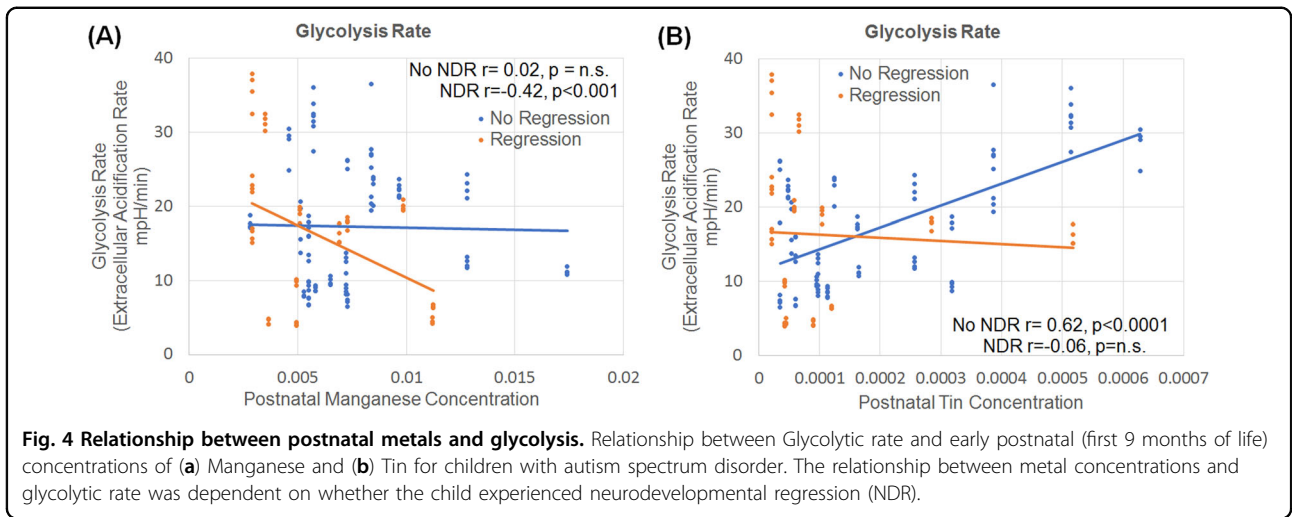 (A)
Glycolysis Rate
Glycolysis Rate
(Extracellular Acidification Rate
mpH/min)
40
30
20
10
0
No NDR r= 0.02, p = n.s.
NDR r=-0.42, p<0.001
No Regression
Regression
0
0.005
0.01
0.015
0.02
Postnatal Manganese Concentration
(B)
Glycolysis Rate
Glycolysis Rate
(Extracellular Acidification Rate
mpH/min)
40
30
20
10
0
No Regression
Regression
No NDR r= 0.62, p<0.0001
NDR r=-0.06, p=n.s.
0
0.0001
0.0002
0.0003
0.0004
0.0005
0.0006
0.0007
Postnatal Tin Concentration
Fig. 4 Relationship between postnatal metals and glycolysis. Relationship between Glycolytic rate and early postnatal (first 9 months of life)
concentrations of (a) Manganese and (b) Tin for children with autism spectrum disorder. The relationship between metal concentrations and
glycolytic rate was dependent on whether the child experienced neurodevelopmental regression (NDR).